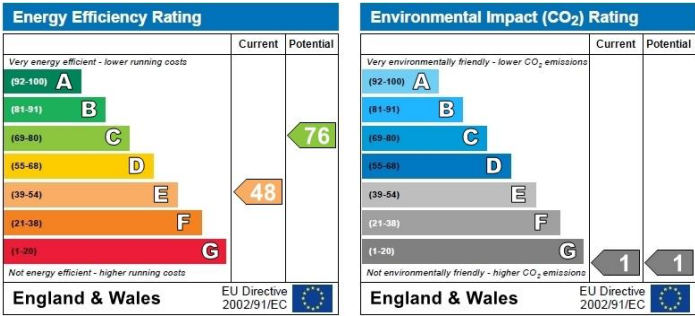 Energy Efficiency Rating
Current Potential
Very energy efficient - lower running costs
(92-100) A
(81-91) B
(69-80) C
76
(55-68) D
(39-54) E
48
(21-38) F
(1-20) G
Not energy efficient - higher running costs
England & Wales
EU Directive
2002/91/EC
Environmental Impact (CO2) Rating
Current Potential
Very environmentally friendly - lower CO2 emissions
(92-100) A
(81-91) B
(69-80) C
(55-68) D
(39-54) E
(21-38) F
(1-20) G
1 1
Not environmentally friendly - higher CO2 emissions
England & Wales
EU Directive
2002/91/EC